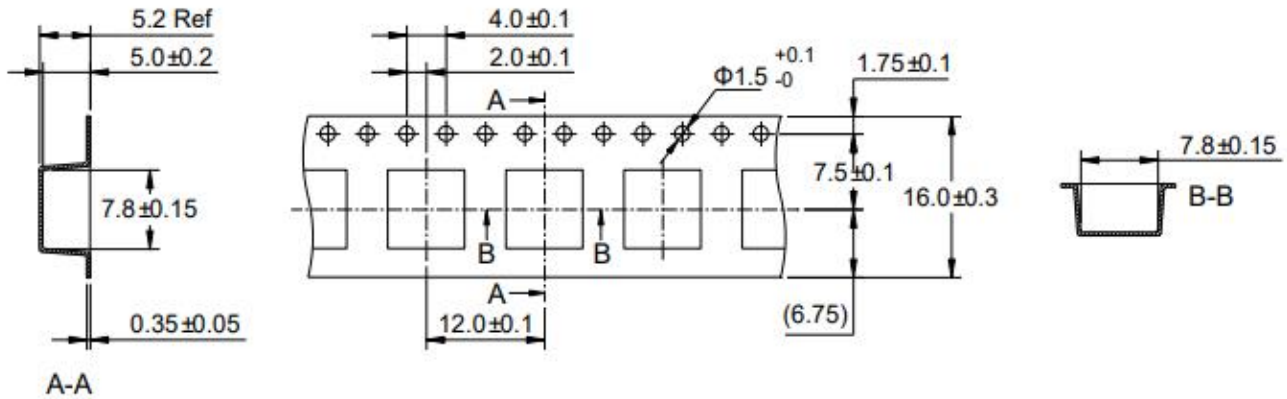 5.2 Ref
5.0±0.2
7.8±0.15
0.35±0.05
A-A
4.0±0.1
2.0±0.1
Φ1.5 +0.1 -0
A
1.75±0.1
7.5±0.1
16.0±0.3
B
B
A
(6.75)
12.0±0.1
7.8±0.15
B-B